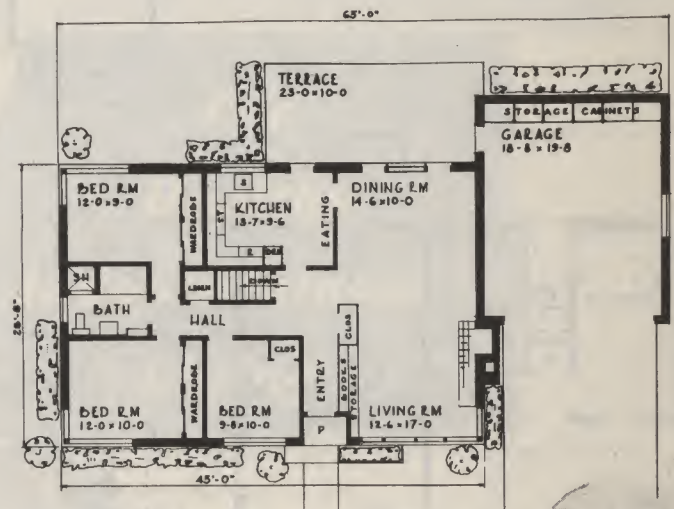 63'-0"
TERRACE
23-0 x 10-0
STORAGE CABINETS
GARAGE
18-8 x 19-8
BED RM
12-0 x 9-0
WARDROBE
S
KITCHEN
13-7 x 9-6
EATING
DINING RM
14-6 x 10-0
R
SH
LINEN
DOWN
BATH
HALL
28'-8"
CLOS
CLOS
ENTRY
BOOKS
STORAGE
WARDROBE
BED RM
12-0 x 10-0
BED RM
9-8 x 10-0
P
LIVING RM
12-6 x 17-0
45'-0"